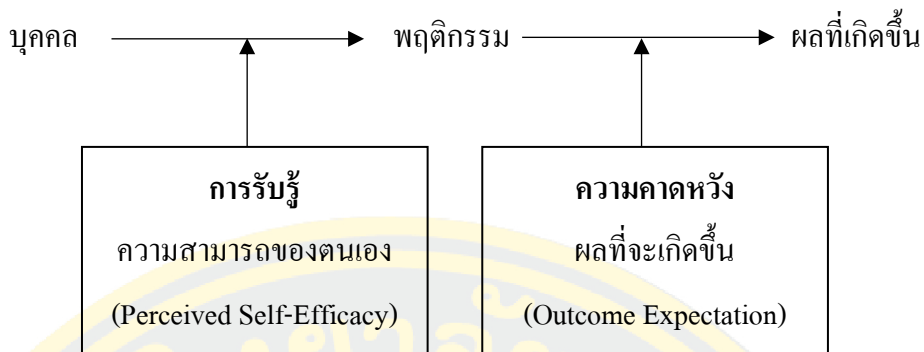 บุคคล พฤติกรรม ผลที่เกิดขึ้น
การรับรู้
ความสามารถของตนเอง
(Perceived Self-Efficacy)
ความคาดหวัง
ผลที่จะเกิดขึ้น
(Outcome Expectation)